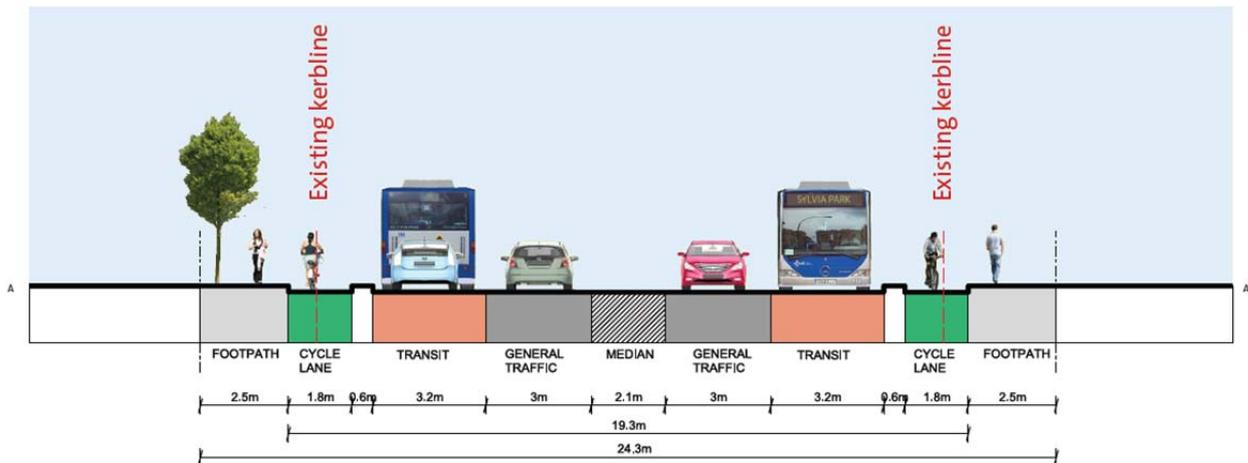 Existing kerbline
Existing kerbline
SYLVIA PARK
A
A
FOOTPATH
CYCLE
LANE
TRANSIT
GENERAL
TRAFFIC
MEDIAN
GENERAL
TRAFFIC
TRANSIT
CYCLE
LANE
FOOTPATH
2.5m
1.8m
0.6m
3.2m
3m
2.1m
3m
3.2m
0.6m
1.8m
2.5m
19.3m
24.3m